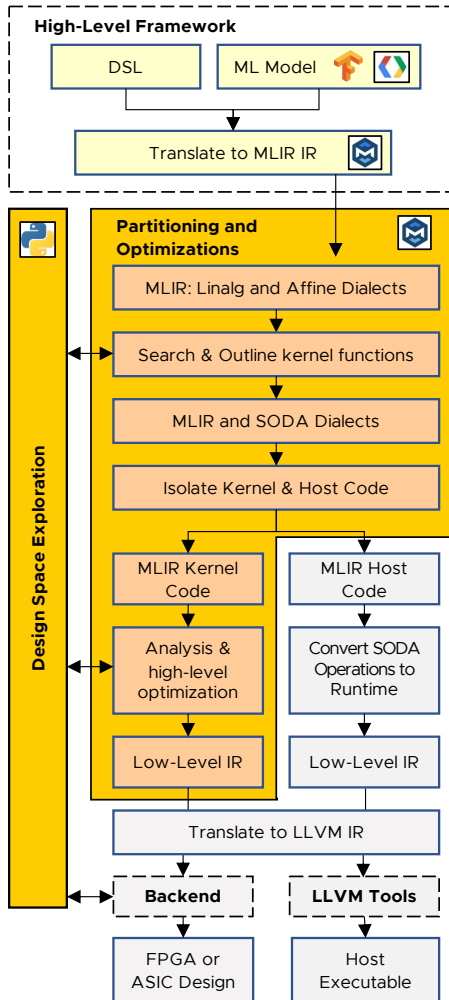 High-Level Framework
DSL
ML Model
Translate to MLIR IR
Partitioning and
Optimizations
MLIR: Linalg and Affine Dialects
Search & Outline kernel functions
MLIR and SODA Dialects
Isolate Kernel & Host Code
Design Space Exploration
MLIR Kernel
Code
MLIR Host
Code
Analysis &
high-level
optimization
Convert SODA
Operations to
Runtime
Low-Level IR
Low-Level IR
Translate to LLVM IR
Backend
LLVM Tools
FPGA or
ASIC Design
Host
Executable